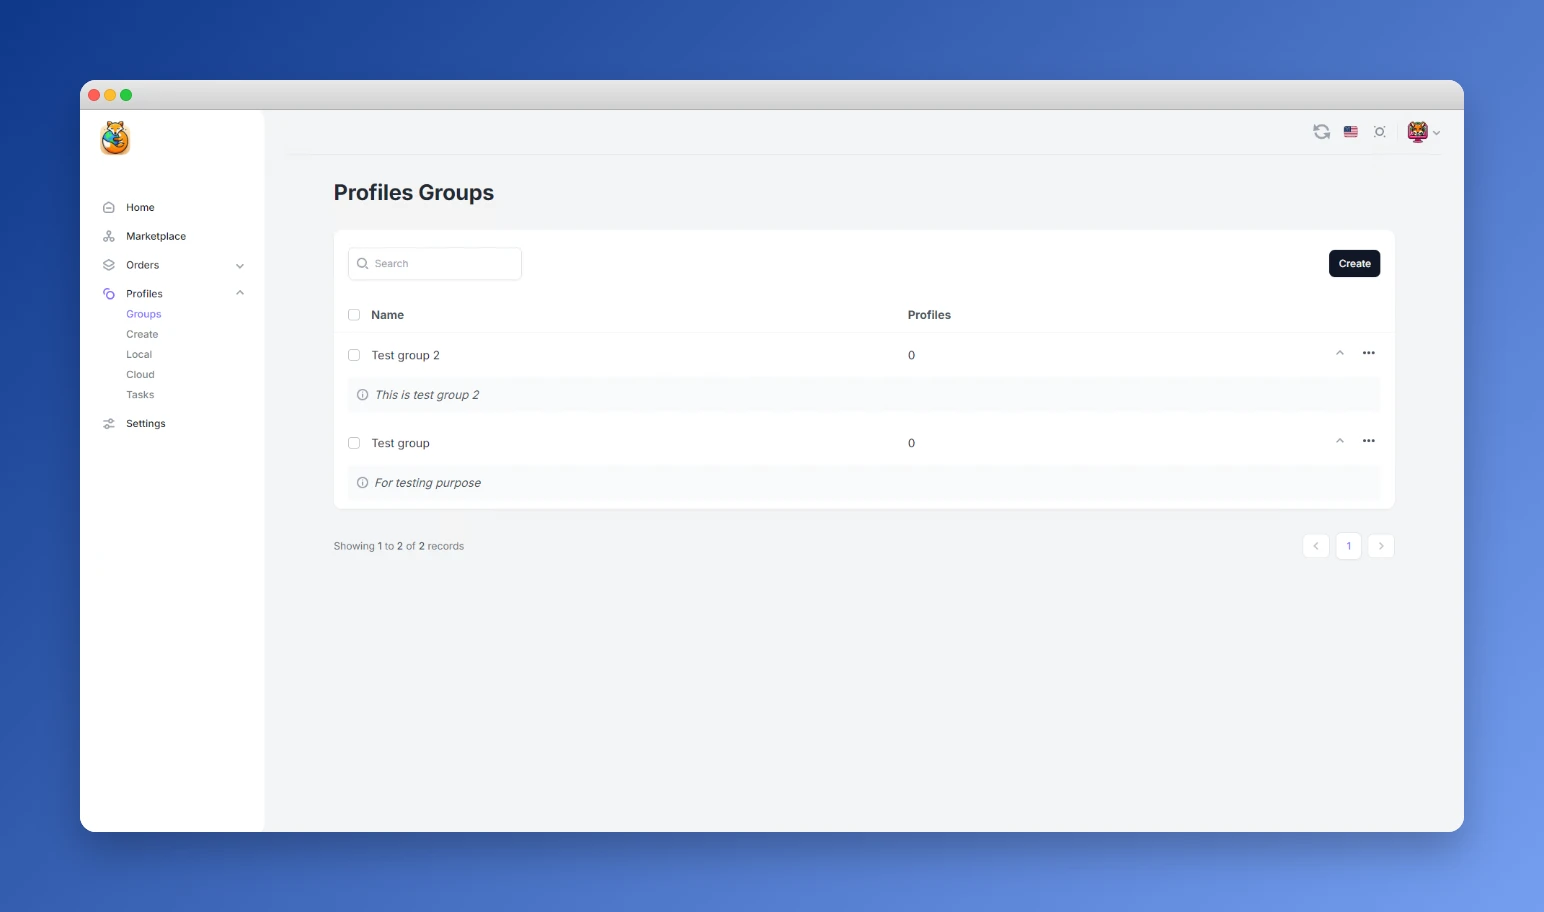 Home
Marketplace
Orders
Profiles
Groups
Create
Local
Cloud
Tasks
Settings
Profiles Groups
Search
Create
Name Profiles
Test group 2 0
This is test group 2
Test group 0
For testing purpose
Showing 1 to 2 of 2 records
1